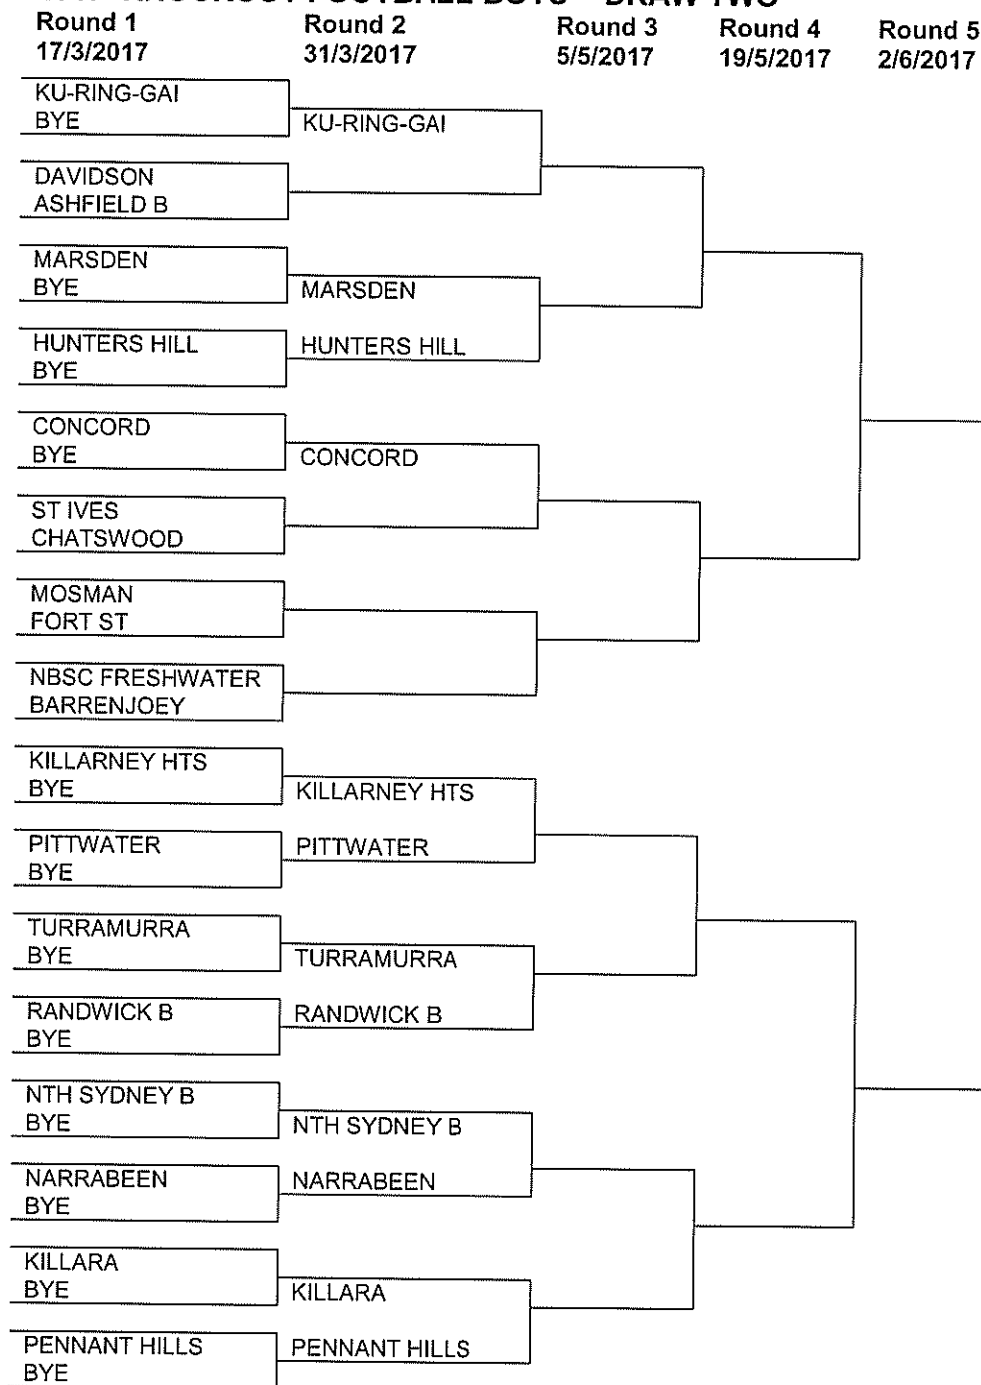 Round 1 Round 2 Round 3 Round 4 Round 5
17/3/2017 31/3/2017 5/5/2017 19/5/2017 2/6/2017
KU-RING-GAI
BYE
KU-RING-GAI
DAVIDSON
ASHFIELD B
MARSDEN
BYE
MARSDEN
HUNTERS HILL
BYE
HUNTERS HILL
CONCORD
BYE
CONCORD
ST IVES
CHATSWOOD
MOSMAN
FORT ST
NBSC FRESHWATER
BARRENJOEY
KILLARNEY HTS
BYE
KILLARNEY HTS
PITTWATER
BYE
PITTWATER
TURRAMURRA
BYE
TURRAMURRA
RANDWICK B
BYE
RANDWICK B
NTH SYDNEY B
BYE
NTH SYDNEY B
NARRABEEN
BYE
NARRABEEN
KILLARA
BYE
KILLARA
PENNANT HILLS
BYE
PENNANT HILLS